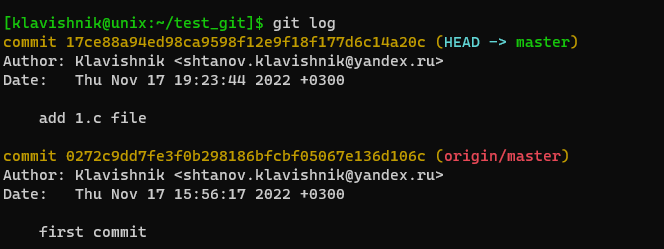 [klavishnik@unix:~/test_git]$ git log
commit 17ce88a94ed98ca9598f12e9f18f177d6c14a20c (HEAD -> master)
Author: Klavishnik <shtanov.klavishnik@yandex.ru>
Date:   Thu Nov 17 19:23:44 2022 +0300
    add 1.c file
commit 0272c9dd7fe3f0b298186bfcbf05067e136d106c (origin/master)
Author: Klavishnik <shtanov.klavishnik@yandex.ru>
Date:   Thu Nov 17 15:56:17 2022 +0300
    first commit